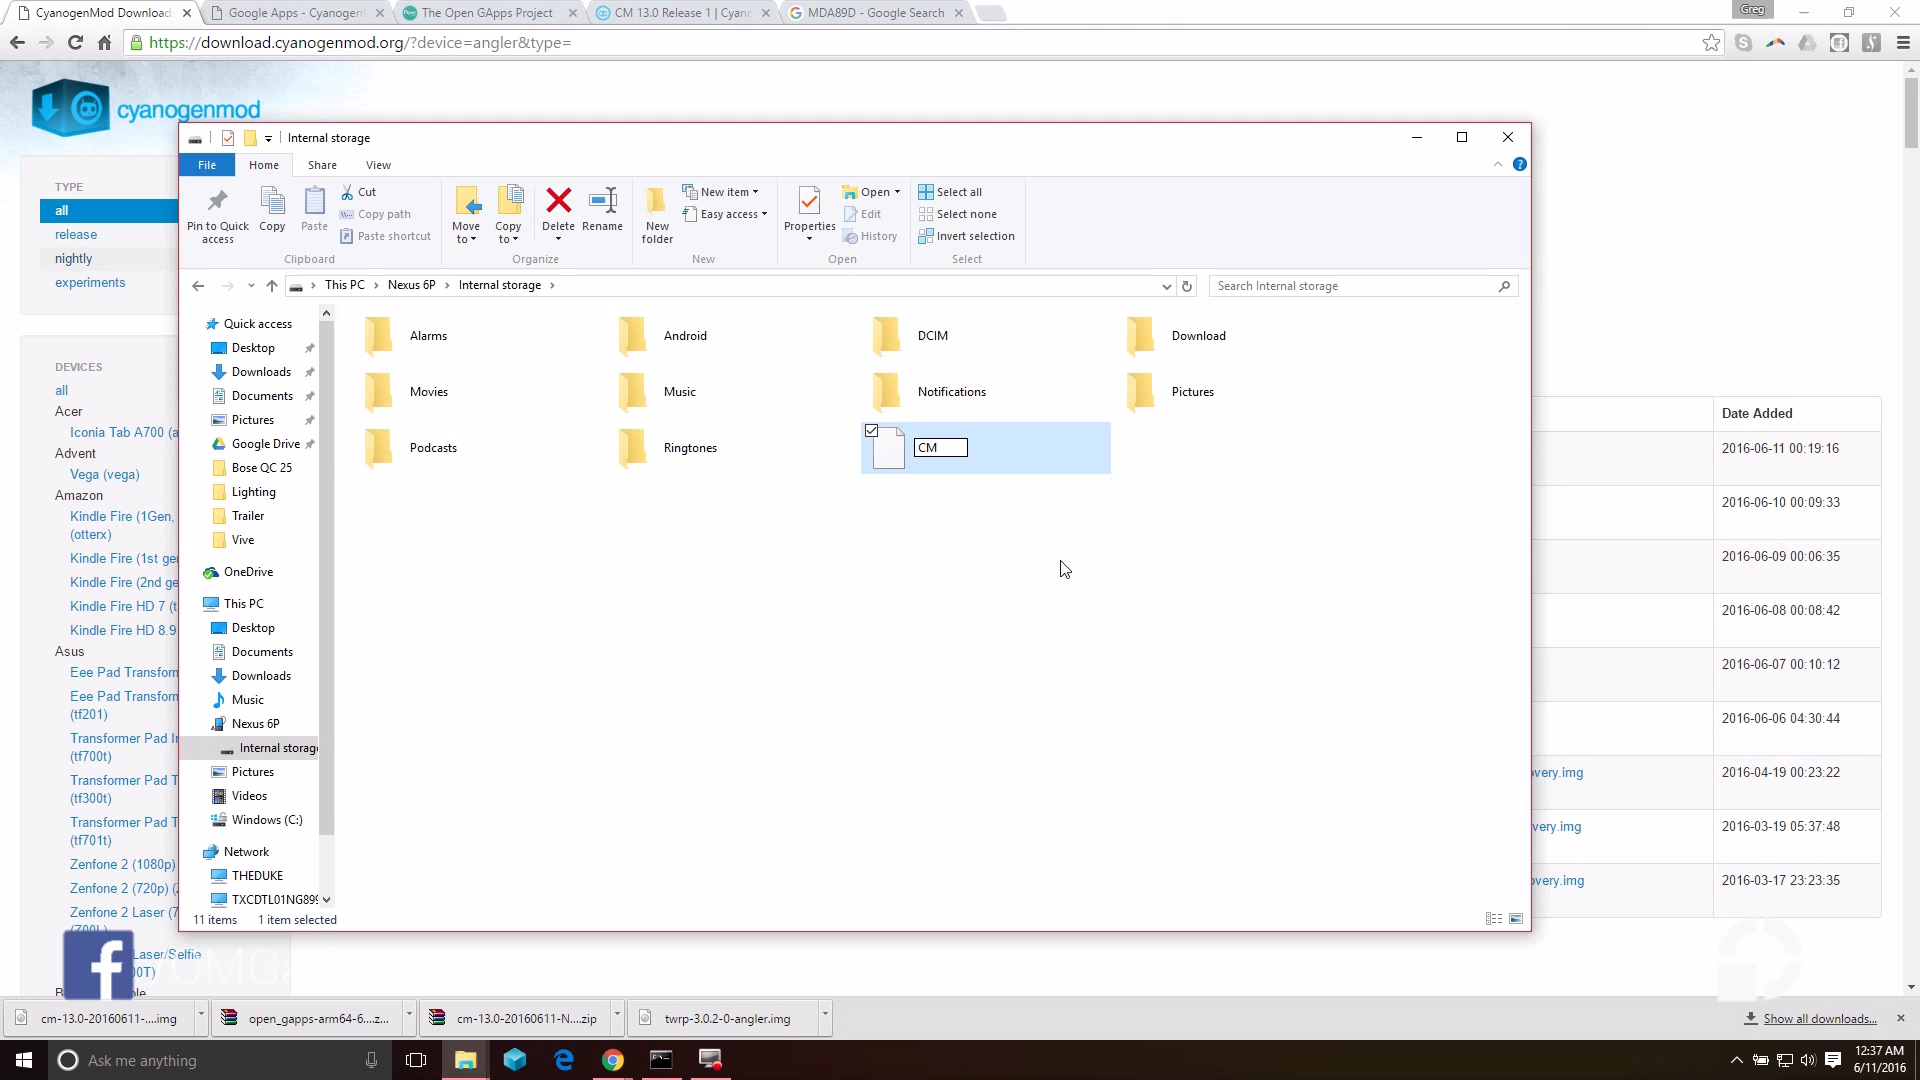 CyanogenMod Download
Google Apps - Cyanogen
The Open GApps Project
CM 13.0 Release 1 | Cyan
MDA89D - Google Search
Greg
https://download.cyanogenmod.org/?device=angler&type=
cyanogenmod
Internal storage
File
Home
Share
View
Pin to Quick access
Copy
Paste
Cut
Copy path
Paste shortcut
Clipboard
Move to
Copy to
Delete
Rename
Organize
New folder
New item
Easy access
New
Properties
Open
Edit
History
Open
Select all
Select none
Invert selection
Select
This PC
Nexus 6P
Internal storage
Search Internal storage
TYPE
all
release
nightly
experiments
DEVICES
all
Acer
Iconia Tab A700 (a
Advent
Vega (vega)
Amazon
Kindle Fire (1Gen,
(otterx)
Kindle Fire (1st ge
Kindle Fire (2nd ge
Kindle Fire HD 7 (t
Kindle Fire HD 8.9
Asus
Eee Pad Transform
Eee Pad Transform
(tf201)
Transformer Pad I
(tf700t)
Transformer Pad T
(tf300t)
Transformer Pad T
(tf701t)
Zenfone 2 (1080p)
Zenfone 2 (720p) (
Zenfone 2 Laser (7
Laser/Selfie
00T)
Quick access
Desktop
Downloads
Documents
Pictures
Google Drive
Bose QC 25
Lighting
Trailer
Vive
OneDrive
This PC
Desktop
Documents
Downloads
Music
Nexus 6P
Internal storage
Pictures
Videos
Windows (C:)
Network
THEDUKE
TXCDTL01NG899
Alarms
Android
DCIM
Download
Movies
Music
Notifications
Pictures
Podcasts
Ringtones
CM
11 items
1 item selected
Date Added
2016-06-11 00:19:16
2016-06-10 00:09:33
2016-06-09 00:06:35
2016-06-08 00:08:42
2016-06-07 00:10:12
2016-06-06 04:30:44
overy.img
2016-04-19 00:23:22
very.img
2016-03-19 05:37:48
overy.img
2016-03-17 23:23:35
cm-13.0-20160611-....img
open_gapps-arm64-6....z...
cm-13.0-20160611-N....zip
twrp-3.0.2-0-angler.img
Show all downloads...
Ask me anything
12:37 AM
6/11/2016